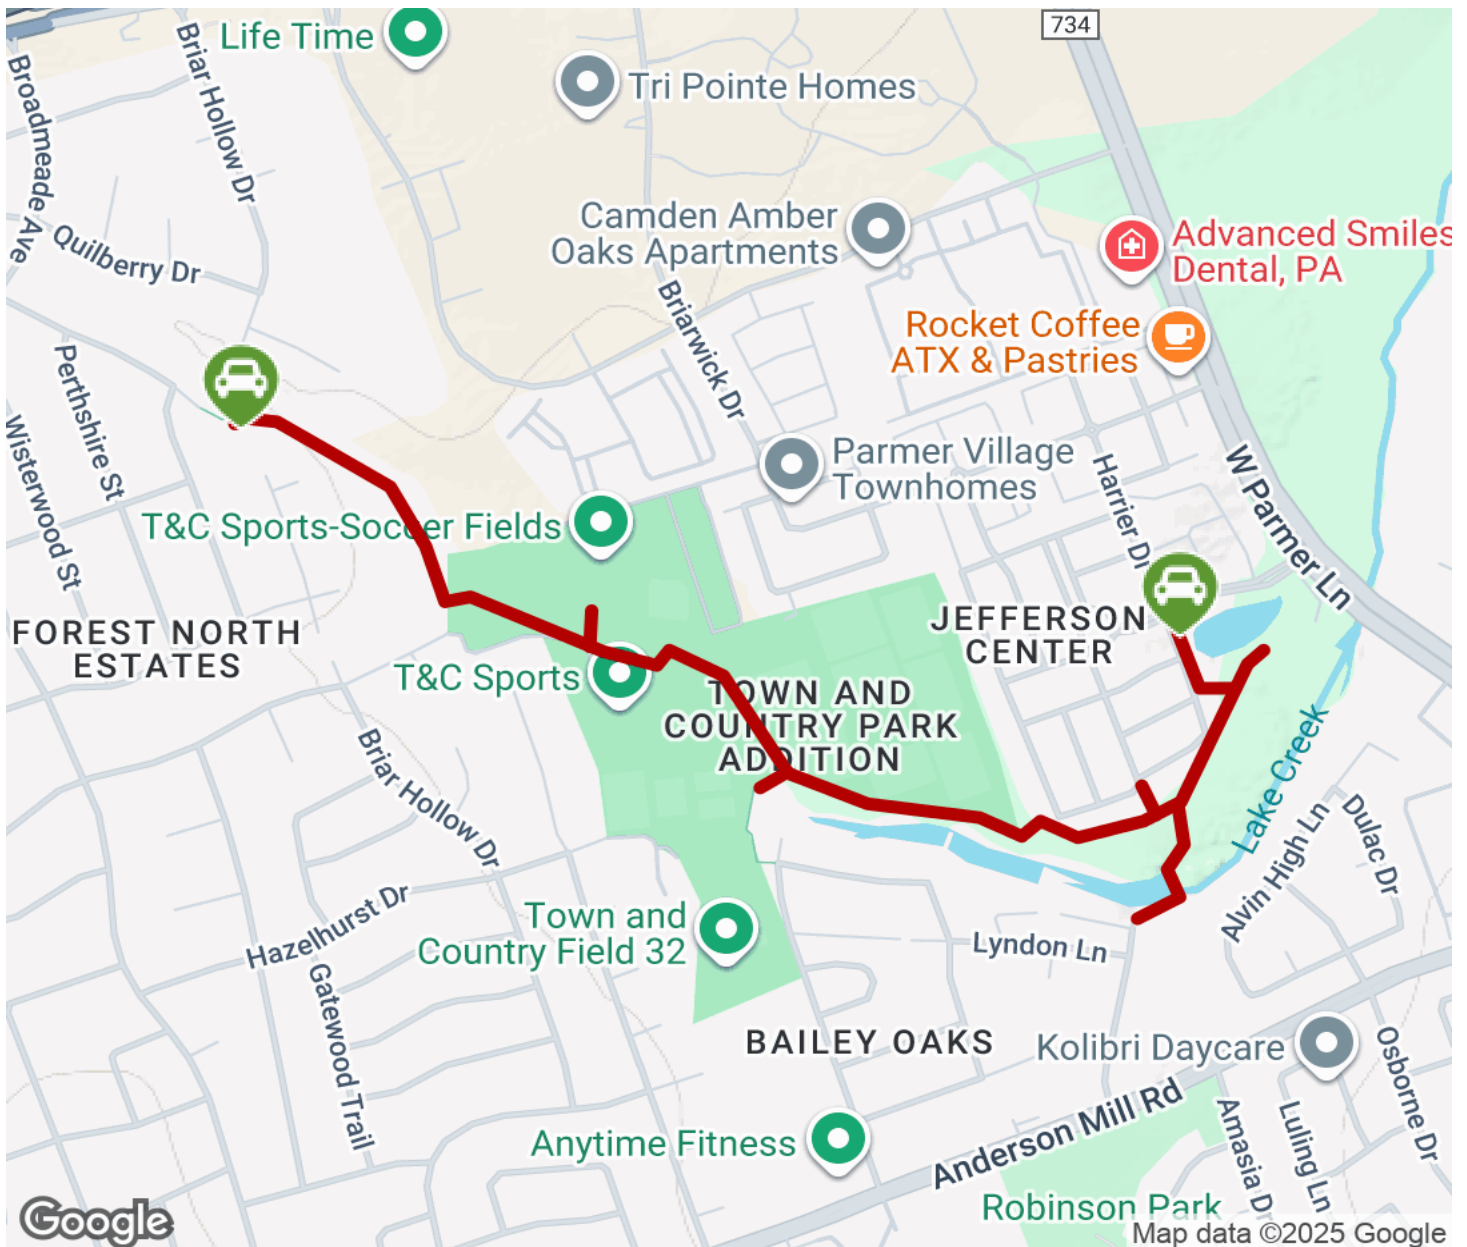 734
Life Time
Tri Pointe Homes
Briar Hollow Dr
Broadmeade Ave
Quilberry Dr
Camden Amber
Oaks Apartments
Advanced Smiles
Dental, PA
Rocket Coffee
ATX & Pastries
Briarwick Dr
Perthshire St
Wisterwood St
Parmer Village
Townhomes
Harrier Dr
W Parmer Ln
T&C Sports-Soccer Fields
FOREST NORTH
ESTATES
JEFFERSON
CENTER
T&C Sports
TOWN AND
COUNTRY PARK
ADDITION
Briar Hollow Dr
Lake Creek
Alvin High Ln
Dulac Dr
Hazelhurst Dr
Gatewood Trail
Town and
Country Field 32
Lyndon Ln
BAILEY OAKS
Kolibri Daycare
Osborne Dr
Anderson Mill Rd
Amasia Dr
Luling Ln
Anytime Fitness
Robinson Park
Google
Map data ©2025 Google